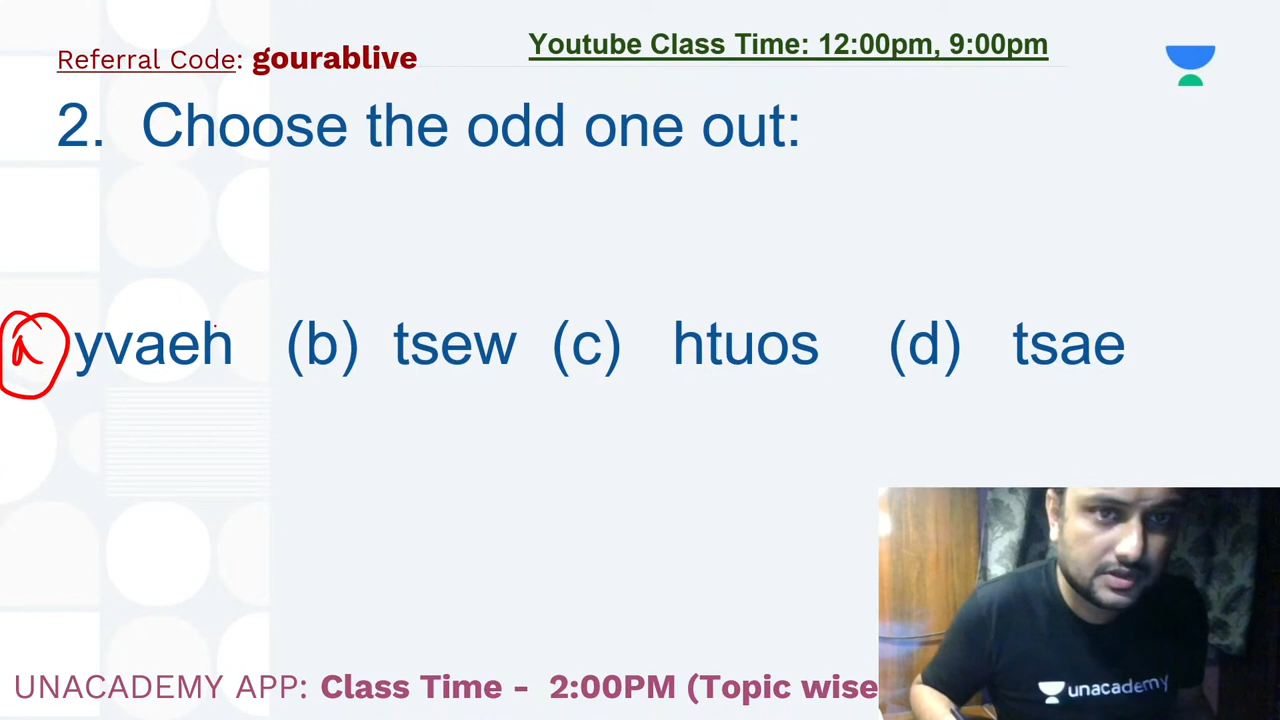 Referral Code: gourablive
Youtube Class Time: 12:00pm, 9:00pm
2. Choose the odd one out:
a yvaeh (b) tsew (c) htuos (d) tsae
unacademy
UNACADEMY APP: Class Time - 2:00PM (Topic wise